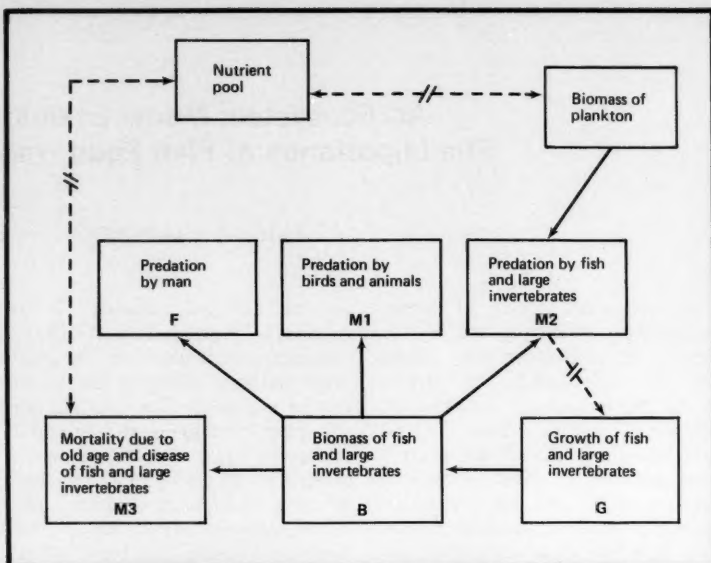 Nutrient
pool
Biomass of
plankton
Predation
by man
F
Predation by
birds and animals
M1
Predation by fish
and large
invertebrates
M2
Mortality due to
old age and disease
of fish and large
invertebrates
M3
Biomass of fish
and large
invertebrates
B
Growth of fish
and large
invertebrates
G